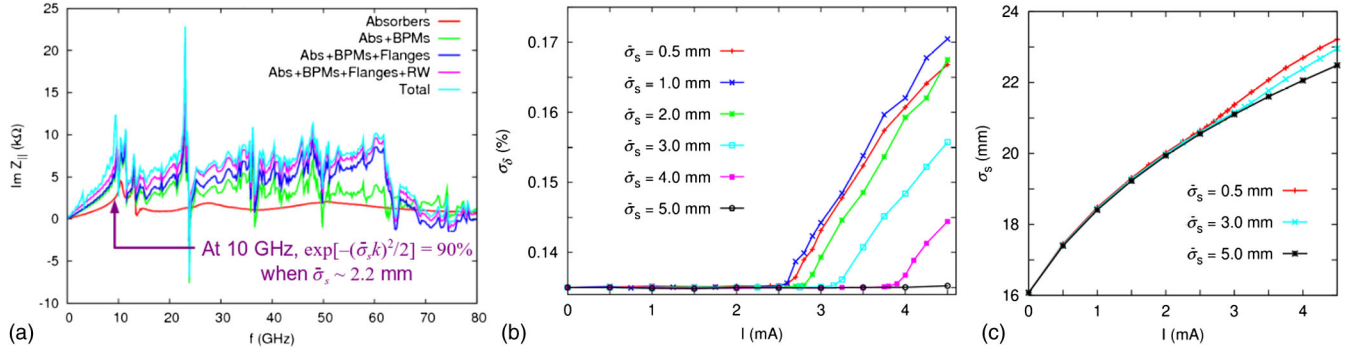 (a)
Im Z|| (kΩ)
25
20
15
10
5
0
-5
-10
0 10 20 30 40 50 60 70 80
f (GHz)
Absorbers
Abs+BPMs
Abs+BPMs+Flanges
Abs+BPMs+Flanges+RW
Total
At 10 GHz, exp[−(σ̄ₛk)²/2] = 90%
when σ̄ₛ ~ 2.2 mm
(b)
σδ (%)
0.17
0.16
0.15
0.14
0 1 2 3 4
I (mA)
σ̄ₛ = 0.5 mm
σ̄ₛ = 1.0 mm
σ̄ₛ = 2.0 mm
σ̄ₛ = 3.0 mm
σ̄ₛ = 4.0 mm
σ̄ₛ = 5.0 mm
(c)
σₛ (mm)
24
22
20
18
16
0 1 2 3 4
I (mA)
σ̄ₛ = 0.5 mm
σ̄ₛ = 3.0 mm
σ̄ₛ = 5.0 mm